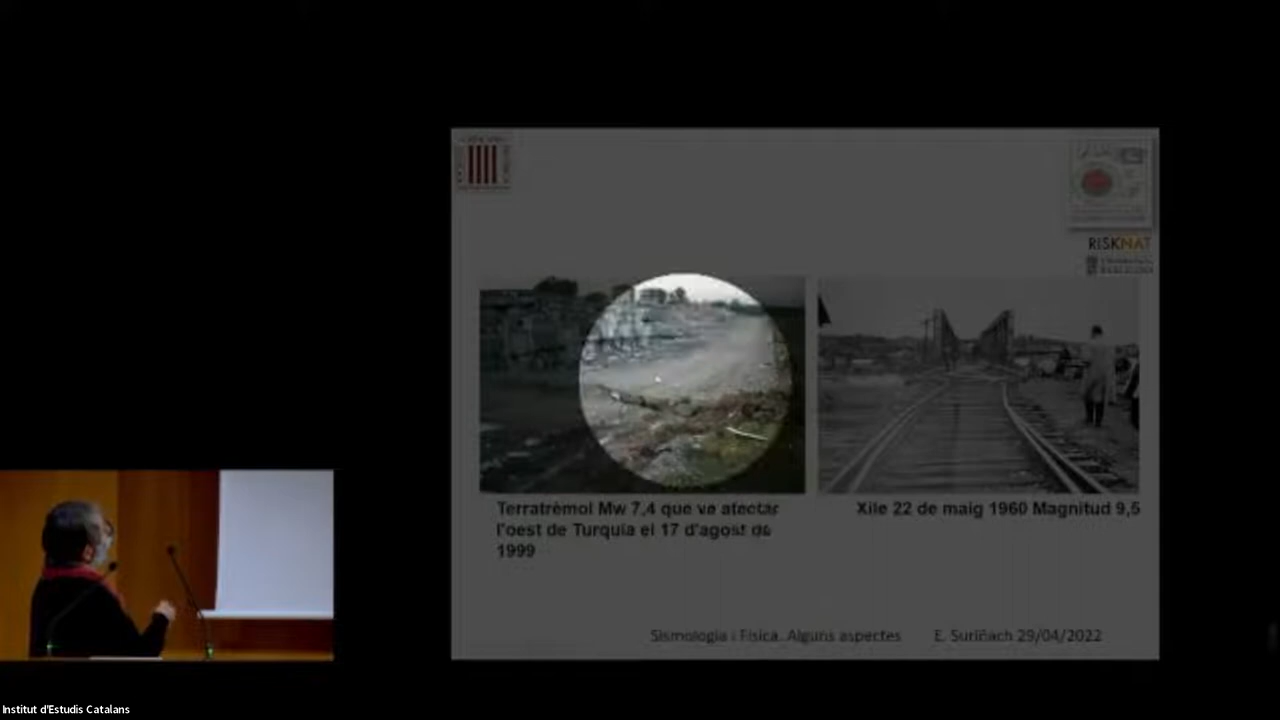 RISKNAT
Terratrèmol Mw 7,4 que va afectar
l'oest de Turquia el 17 d'agost de
1999
Xile 22 de maig 1960 Magnitud 9,5
Sismologia i Física. Alguns aspectes
E. Suriñach 29/04/2022
Institut d'Estudis Catalans